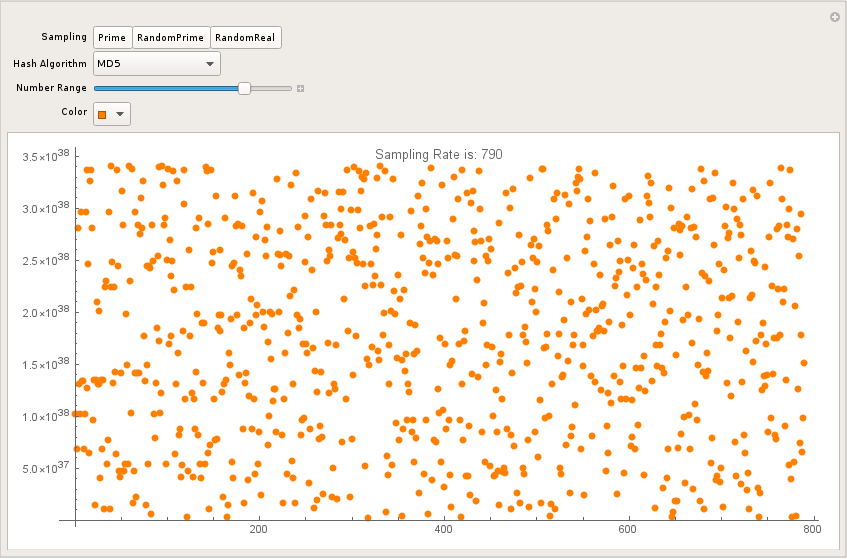 Sampling Prime RandomPrime RandomReal
Hash Algorithm MD5
Number Range
Color
Sampling Rate is: 790
3.5×10^38
3.0×10^38
2.5×10^38
2.0×10^38
1.5×10^38
1.0×10^38
5.0×10^37
200 400 600 800